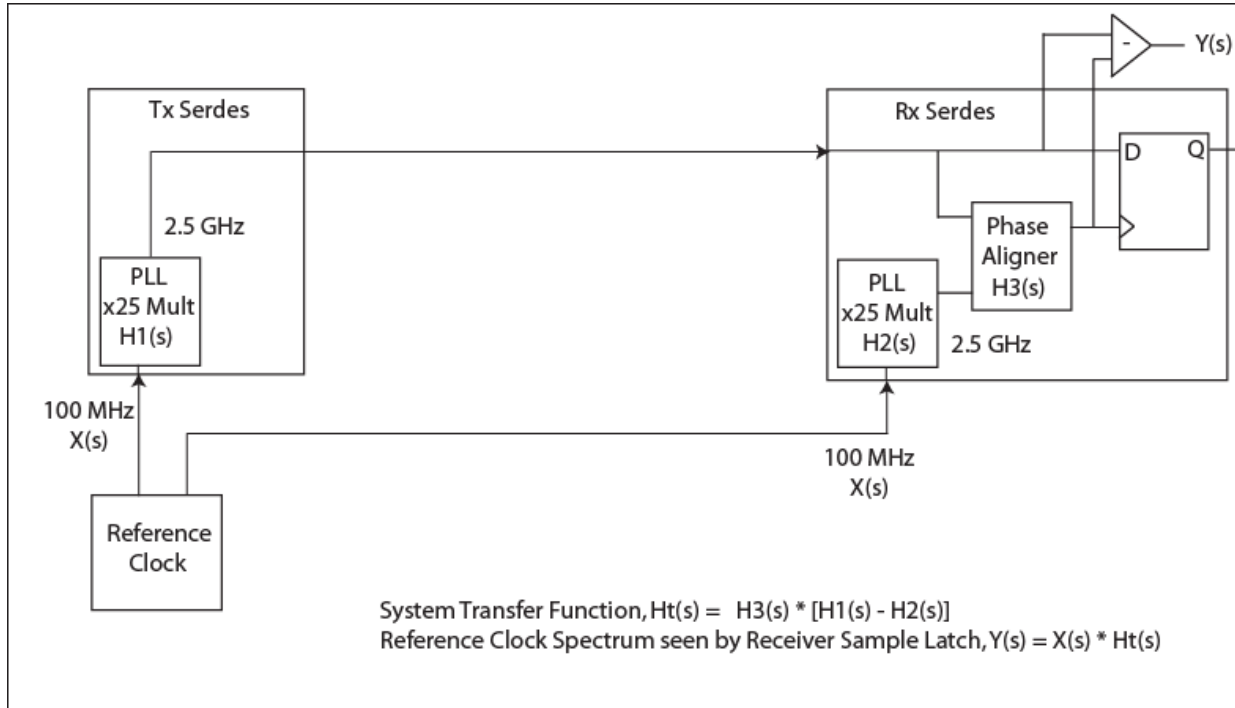 Tx Serdes
2.5 GHz
PLL
x25 Mult
H1(s)
100 MHz
X(s)
Reference
Clock
Rx Serdes
- Y(s)
D Q
Phase
Aligner
H3(s)
PLL
x25 Mult
H2(s)
2.5 GHz
100 MHz
X(s)
System Transfer Function, Ht(s) = H3(s) * [H1(s) - H2(s)]
Reference Clock Spectrum seen by Receiver Sample Latch, Y(s) = X(s) * Ht(s)